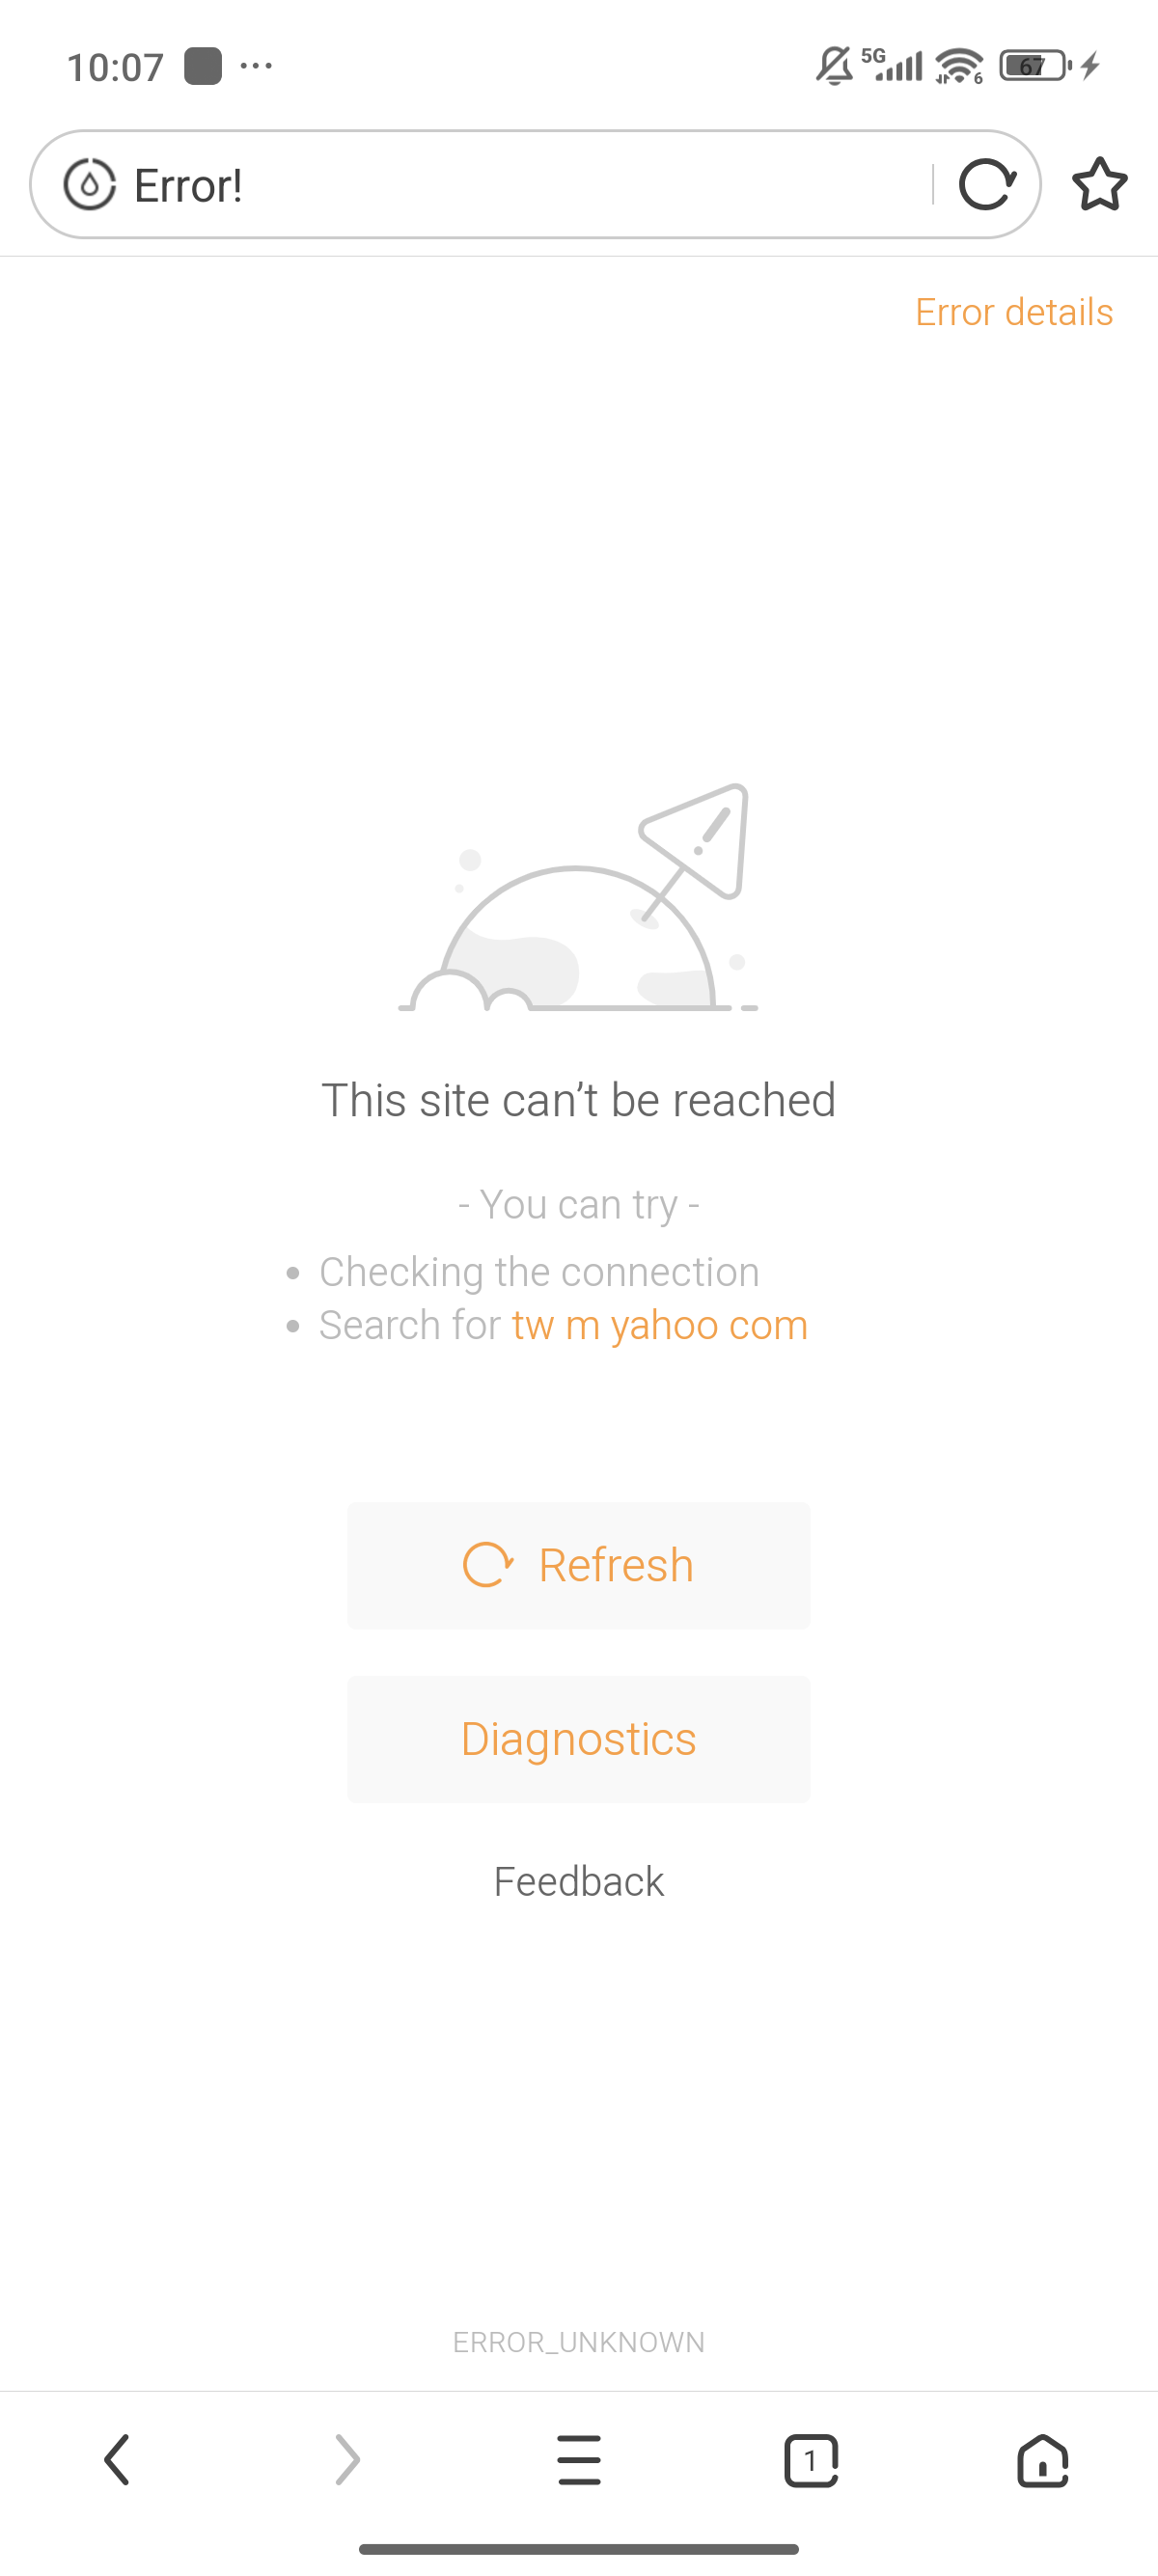 10:07 ...
5G 6 67
Error!
Error details
This site can’t be reached
- You can try -
• Checking the connection
• Search for tw m yahoo com
Refresh
Diagnostics
Feedback
ERROR_UNKNOWN
1